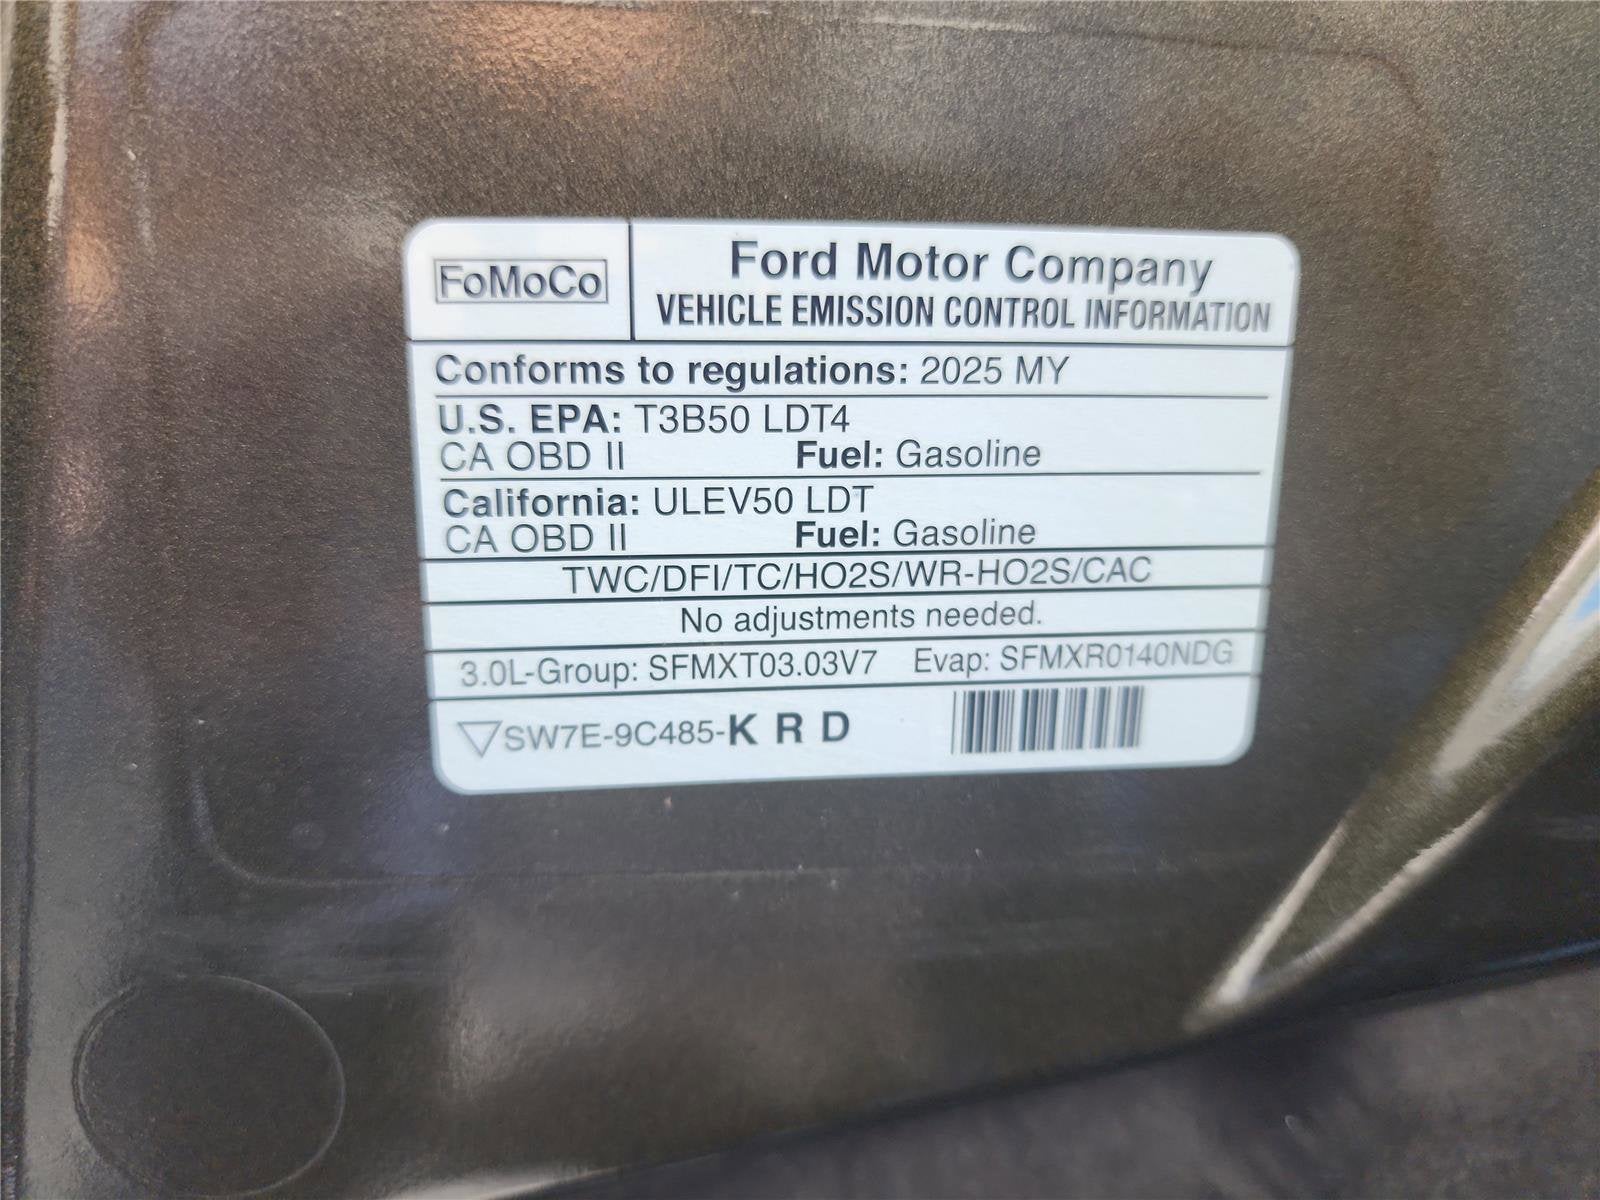 FoMoCo
Ford Motor Company
VEHICLE EMISSION CONTROL INFORMATION
Conforms to regulations: 2025 MY
U.S. EPA: T3B50 LDT4
CA OBD II Fuel: Gasoline
California: ULEV50 LDT
CA OBD II Fuel: Gasoline
TWC/DFI/TC/HO2S/WR-HO2S/CAC
No adjustments needed.
3.0L-Group: SFMXT03.03V7 Evap: SFMXR0140NDG
SW7E-9C485-K R D